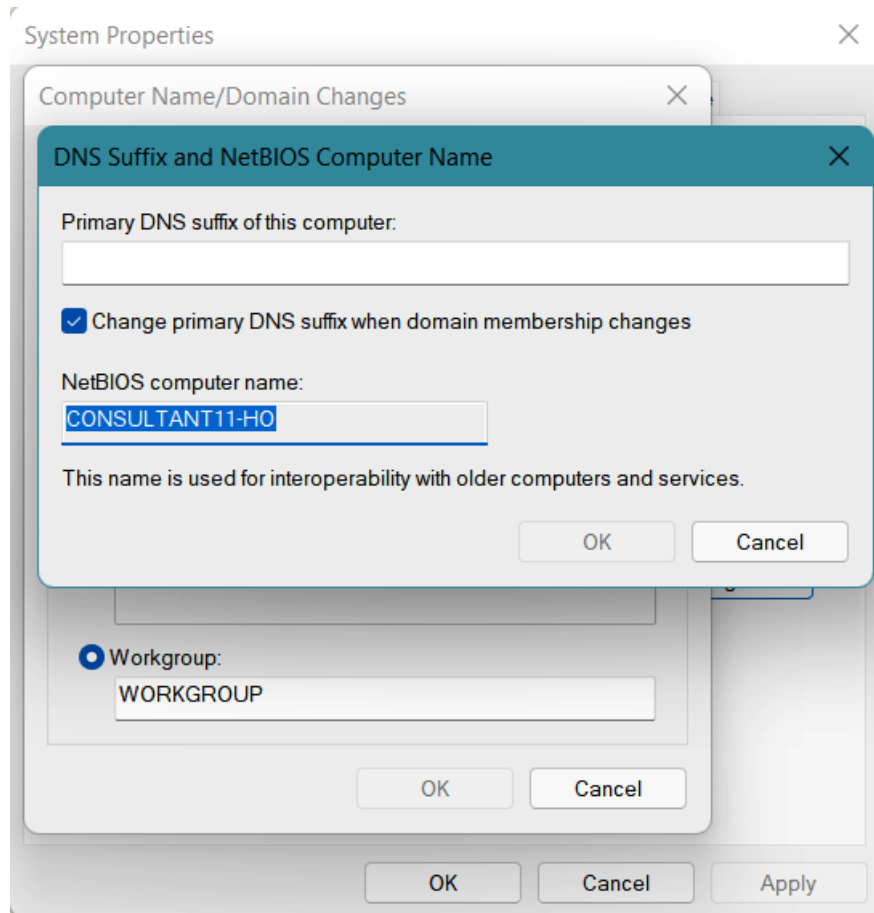 System Properties
Computer Name/Domain Changes
DNS Suffix and NetBIOS Computer Name
Primary DNS suffix of this computer:
Change primary DNS suffix when domain membership changes
NetBIOS computer name:
CONSULTANT11-HO
This name is used for interoperability with older computers and services.
OK Cancel
Workgroup:
WORKGROUP
OK Cancel
OK Cancel Apply